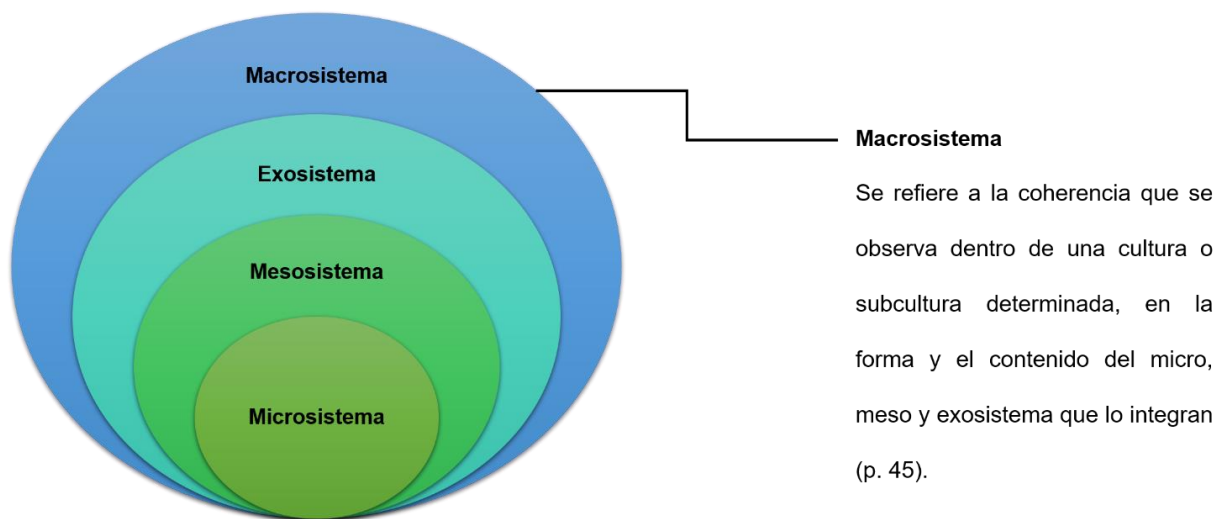 Macrosistema
Exosistema
Mesosistema
Microsistema
Macrosistema
Se refiere a la coherencia que se
observa dentro de una cultura o
subcultura determinada, en la
forma y el contenido del micro,
meso y exosistema que lo integran
(p. 45).